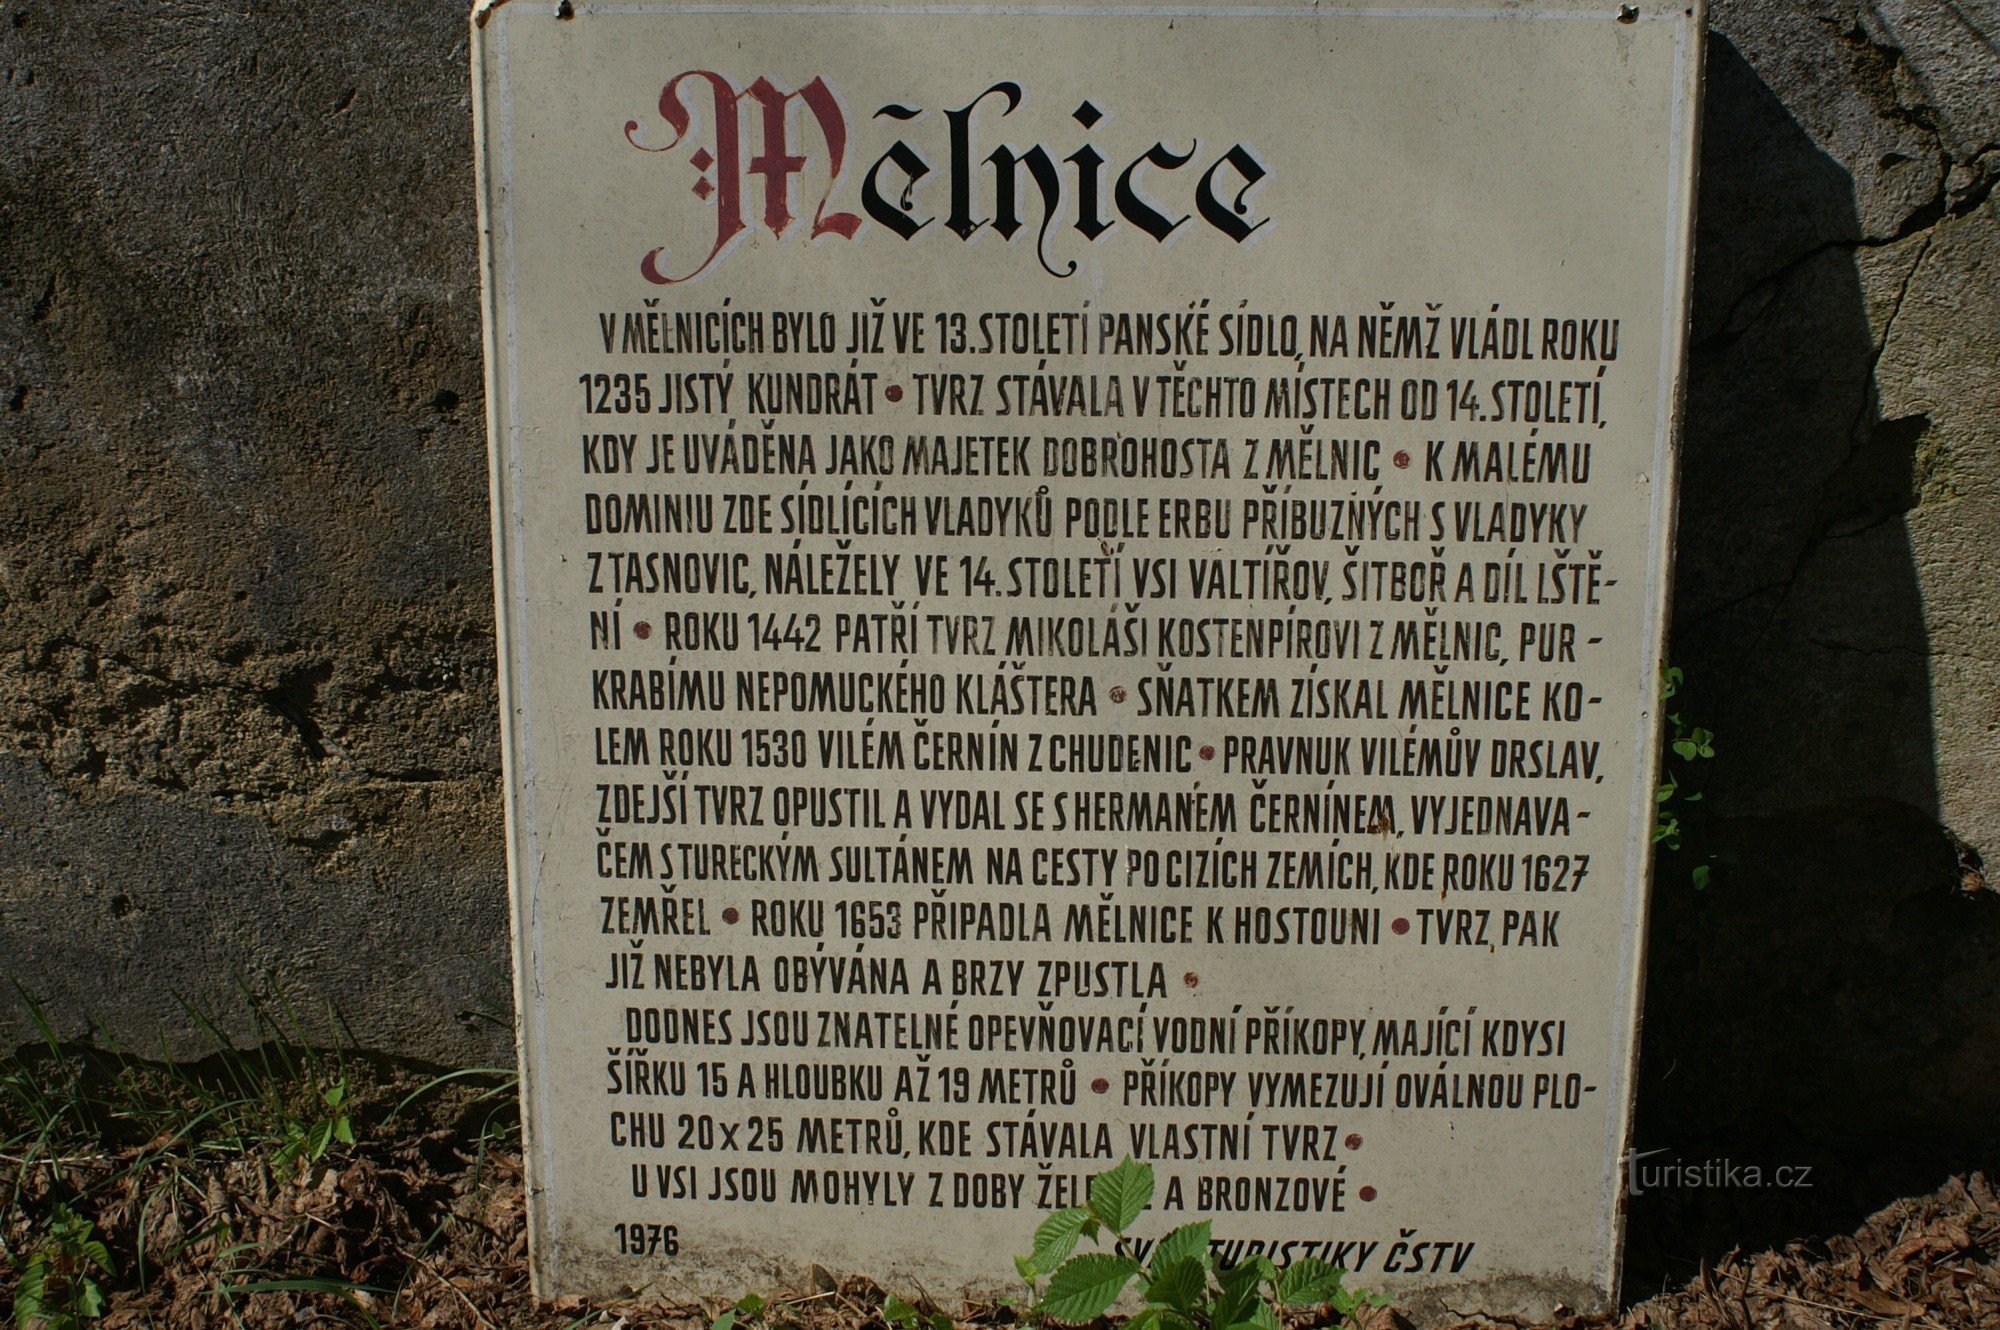 Mělnice
V MĚLNICÍCH BYLO JIŽ VE 13. STOLETÍ PANSKÉ SÍDLO, NA NĚMŽ VLÁDL ROKU
1235 JISTÝ KUNDRÁT • TVRZ STÁVALA V TĚCHTO MÍSTECH OD 14. STOLETÍ,
KDY JE UVÁDĚNA JAKO MAJETEK DOBROHOSTA Z MĚLNIC • K MALÉMU
DOMINIU ZDE SÍDLÍCÍCH VLADYKŮ PODLE ERBU PŘÍBUZNÝCH S VLADYKY
Z TASNOVIC, NÁLEŽELY VE 14. STOLETÍ VSI VALTÍŘOV, ŠITBOŘ A DÍL LŠTĚ-
NÍ • ROKU 1442 PATŘÍ TVRZ MIKOLÁŠI KOSTENPÍROVI Z MĚLNIC, PUR-
KRABÍMU NEPOMUCKÉHO KLÁŠTERA • SŇATKEM ZÍSKAL MĚLNICE KO-
LEM ROKU 1530 VILÉM ČERNÍN Z CHUDENIC • PRAVNUK VILÉMŮV DRSLAV,
ZDEJŠÍ TVRZ OPUSTIL A VYDAL SE S HERMANÉM ČERNÍNEM, VYJEDNAVA-
ČEM S TURECKÝM SULTÁNEM NA CESTY PO CIZÍCH ZEMÍCH, KDE ROKU 1627
ZEMŘEL • ROKU 1653 PŘIPADLA MĚLNICE K HOSTOUNI • TVRZ PAK
JIŽ NEBYLA OBÝVÁNA A BRZY ZPUSTLA •
DODNES JSOU ZNATELNÉ OPEVŇOVACÍ VODNÍ PŘÍKOPY, MAJÍCÍ KDYSI
ŠÍŘKU 15 A HLOUBKU AŽ 19 METRŮ • PŘÍKOPY VYMEZUJÍ OVÁLNOU PLO-
CHU 20 x 25 METRŮ, KDE STÁVALA VLASTNÍ TVRZ •
U VSI JSOU MOHYLY Z DOBY A BRONZOVÉ •
1976 TURISTIKY ČSTV
Turistika.cz